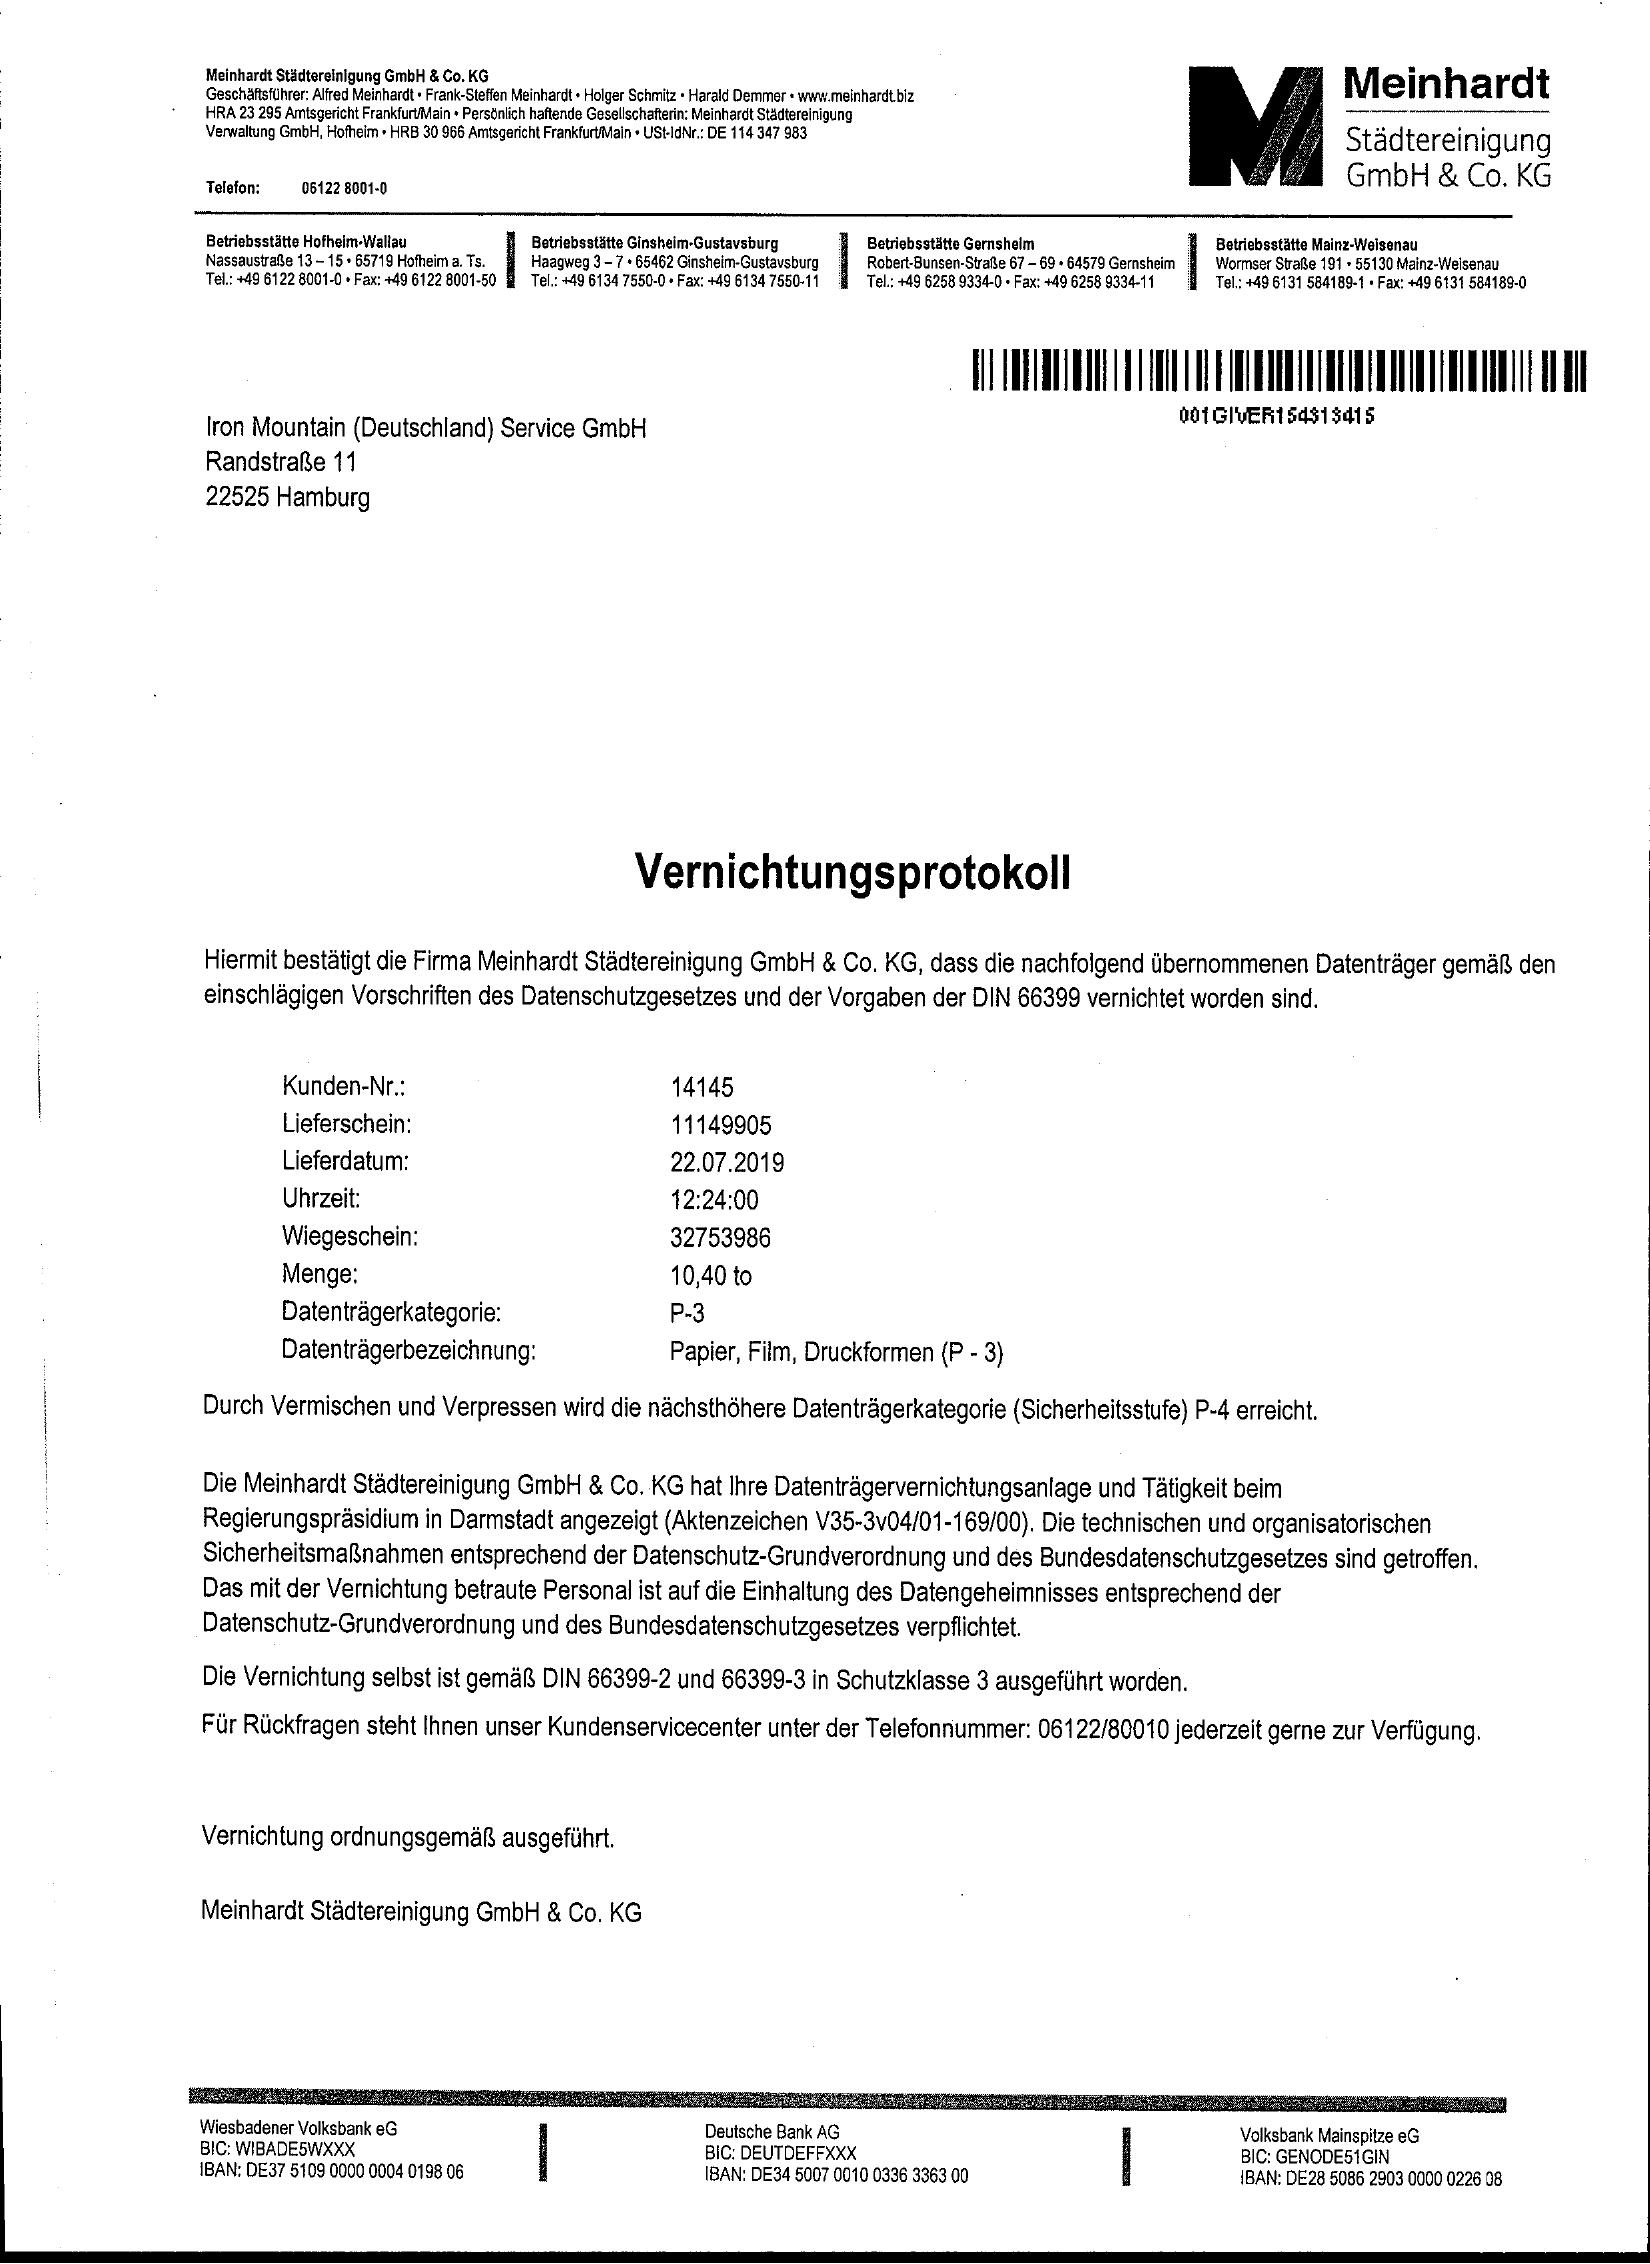 Meinhardt Städtereinigung GmbH & Co. KG
Geschäftsführer: Alfred Meinhardt • Frank-Steffen Meinhardt • Holger Schmitz • Harald Demmer • www.meinhardt.biz
HRA 23 295 Amtsgericht Frankfurt/Main • Persönlich haftende Gesellschafterin: Meinhardt Städtereinigung
Verwaltung GmbH, Hofheim • HRB 30 966 Amtsgericht Frankfurt/Main • USt-IdNr.: DE 114 347 983
Telefon: 06122 8001-0
Meinhardt
Städtereinigung
GmbH & Co. KG
Betriebsstätte Hofheim-Wallau
Nassaustraße 13 – 15 • 65719 Hofheim a. Ts.
Tel.: +49 6122 8001-0 • Fax: +49 6122 8001-50
Betriebsstätte Ginsheim-Gustavsburg
Haagweg 3 – 7 • 65462 Ginsheim-Gustavsburg
Tel.: +49 6134 7550-0 • Fax: +49 6134 7550-11
Betriebsstätte Gernsheim
Robert-Bunsen-Straße 67 – 69 • 64579 Gernsheim
Tel.: +49 6258 9334-0 • Fax: +49 6258 9334-11
Betriebsstätte Mainz-Weisenau
Wormser Straße 191 • 55130 Mainz-Weisenau
Tel.: +49 6131 584189-1 • Fax: +49 6131 584189-0
001GIVER154313415
Iron Mountain (Deutschland) Service GmbH
Randstraße 11
22525 Hamburg
Vernichtungsprotokoll
Hiermit bestätigt die Firma Meinhardt Städtereinigung GmbH & Co. KG, dass die nachfolgend übernommenen Datenträger gemäß den
einschlägigen Vorschriften des Datenschutzgesetzes und der Vorgaben der DIN 66399 vernichtet worden sind.
Kunden-Nr.: 14145
Lieferschein: 11149905
Lieferdatum: 22.07.2019
Uhrzeit: 12:24:00
Wiegeschein: 32753986
Menge: 10,40 to
Datenträgerkategorie: P-3
Datenträgerbezeichnung: Papier, Film, Druckformen (P - 3)
Durch Vermischen und Verpressen wird die nächsthöhere Datenträgerkategorie (Sicherheitsstufe) P-4 erreicht.
Die Meinhardt Städtereinigung GmbH & Co. KG hat Ihre Datenträgervernichtungsanlage und Tätigkeit beim
Regierungspräsidium in Darmstadt angezeigt (Aktenzeichen V35-3v04/01-169/00). Die technischen und organisatorischen
Sicherheitsmaßnahmen entsprechend der Datenschutz-Grundverordnung und des Bundesdatenschutzgesetzes sind getroffen.
Das mit der Vernichtung betraute Personal ist auf die Einhaltung des Datengeheimnisses entsprechend der
Datenschutz-Grundverordnung und des Bundesdatenschutzgesetzes verpflichtet.
Die Vernichtung selbst ist gemäß DIN 66399-2 und 66399-3 in Schutzklasse 3 ausgeführt worden.
Für Rückfragen steht Ihnen unser Kundenservicecenter unter der Telefonnummer: 06122/80010 jederzeit gerne zur Verfügung.
Vernichtung ordnungsgemäß ausgeführt.
Meinhardt Städtereinigung GmbH & Co. KG
Wiesbadener Volksbank eG
BIC: WIBADE5WXXX
IBAN: DE37 5109 0000 0004 0198 06
Deutsche Bank AG
BIC: DEUTDEFFXXX
IBAN: DE34 5007 0010 0336 3363 00
Volksbank Mainspitze eG
BIC: GENODE51GIN
IBAN: DE28 5086 2903 0000 0226 08